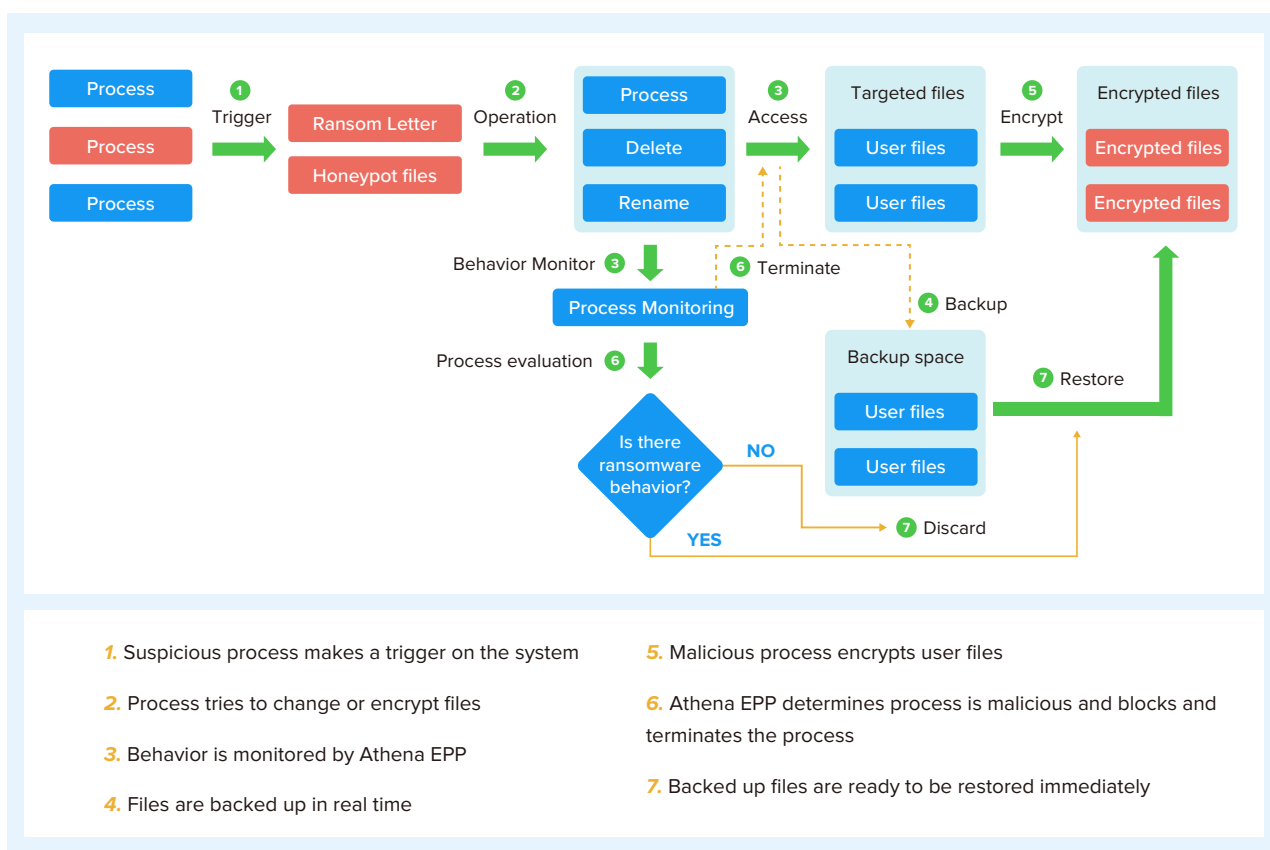 Process
Process
Process
1
Trigger
Ransom Letter
Honeypot files
2
Operation
Process
Delete
Rename
3
Access
Targeted files
User files
User files
5
Encrypt
Encrypted files
Encrypted files
Encrypted files
Behavior Monitor 3
6 Terminate
Process Monitoring
4 Backup
Process evaluation 6
Backup space
User files
User files
7 Restore
Is there
ransomware
behavior?
NO
7 Discard
YES
1. Suspicious process makes a trigger on the system
2. Process tries to change or encrypt files
3. Behavior is monitored by Athena EPP
4. Files are backed up in real time
5. Malicious process encrypts user files
6. Athena EPP determines process is malicious and blocks and
terminates the process
7. Backed up files are ready to be restored immediately